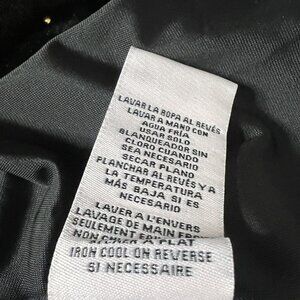 LAVAR LA ROPA AL REVÉS
LAVAR A MANO CON
AGUA FRÍA
USAR SOLO
BLANQUEADOR SIN
CLORO CUANDO
SEA NECESARIO
SECAR PLANO
PLANCHAR AL REVÉS Y A
LA TEMPERATURA
MÁS BAJA SI ES
NECESARIO
LAVER A L'ENVERS
LAVAGE DE MAIN
SEULEMENT
A PLAT
IRON COOL ON REVERSE
SI NECESSAIRE